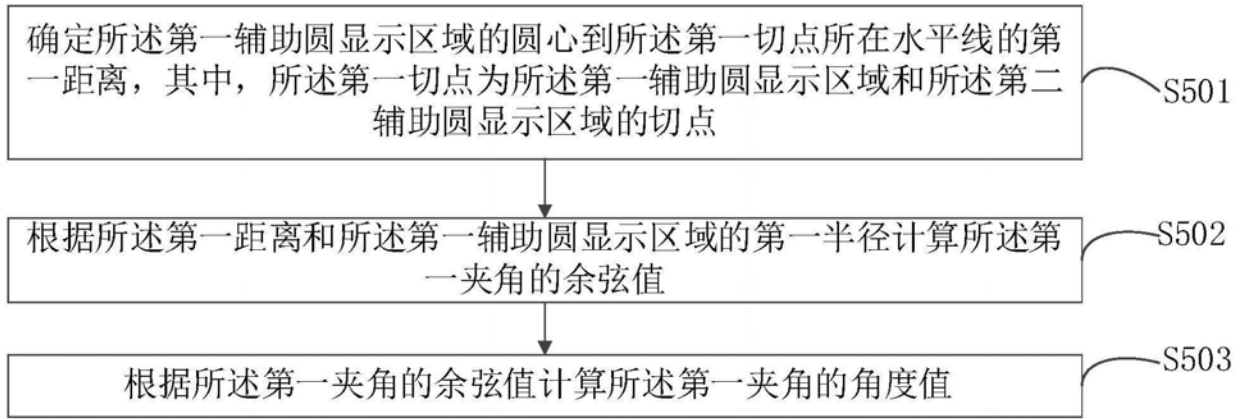 确定所述第一辅助圆显示区域的圆心到所述第一切点所在水平线的第
一距离，其中，所述第一切点为所述第一辅助圆显示区域和所述第二
辅助圆显示区域的切点
S501
根据所述第一距离和所述第一辅助圆显示区域的第一半径计算所述第
一夹角的余弦值
S502
根据所述第一夹角的余弦值计算所述第一夹角的角度值
S503